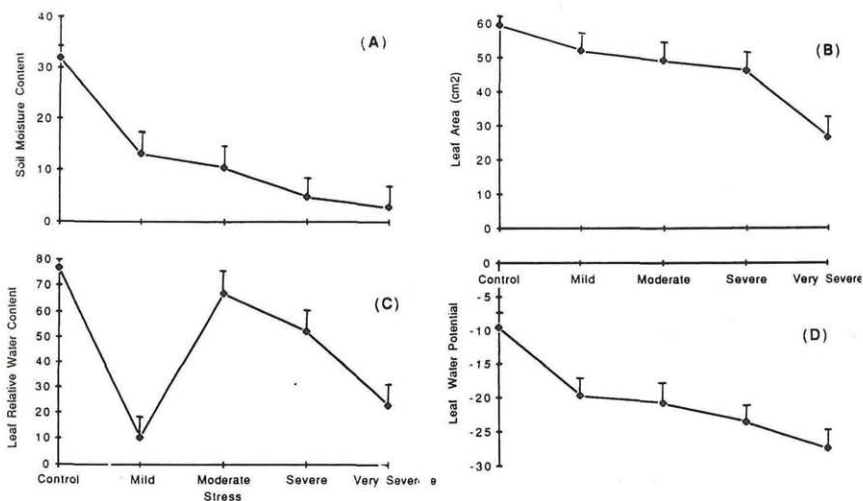 40
30
20
10
0
Soil Moisture Content
(A)
60
50
40
30
20
10
0
Leaf Area (cm2)
(B)
80
70
60
50
40
30
20
10
0
Leaf Relative Water Content
(C)
Control Mild Moderate Severe Very Severe
Stress
0
-5
-10
-15
-20
-25
-30
Leaf Water Potential
Control Mild Moderate Severe Very Severe
(D)